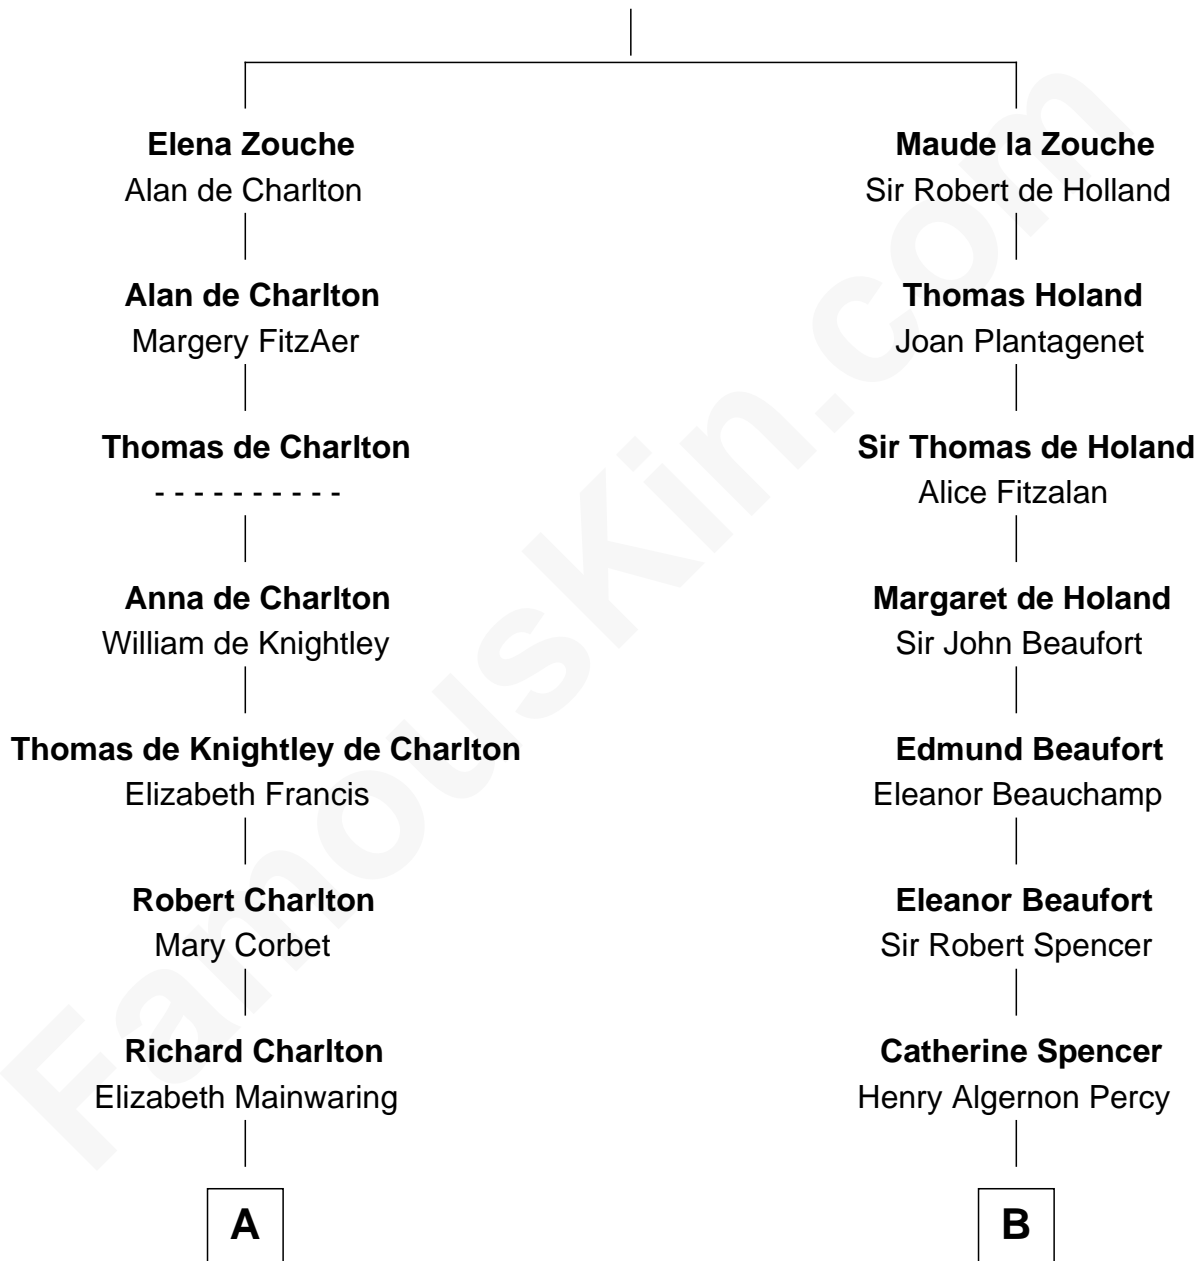 Elena Zouche
Alan de Charlton
Alan de Charlton
Margery FitzAer
Thomas de Charlton
- - - - - - - - - -
Anna de Charlton
William de Knightley
Thomas de Knightley de Charlton
Elizabeth Francis
Robert Charlton
Mary Corbet
Richard Charlton
Elizabeth Mainwaring
A
Maude la Zouche
Sir Robert de Holland
Thomas Holand
Joan Plantagenet
Sir Thomas de Holand
Alice Fitzalan
Margaret de Holand
Sir John Beaufort
Edmund Beaufort
Eleanor Beauchamp
Eleanor Beaufort
Sir Robert Spencer
Catherine Spencer
Henry Algernon Percy
B
FamousKin.com